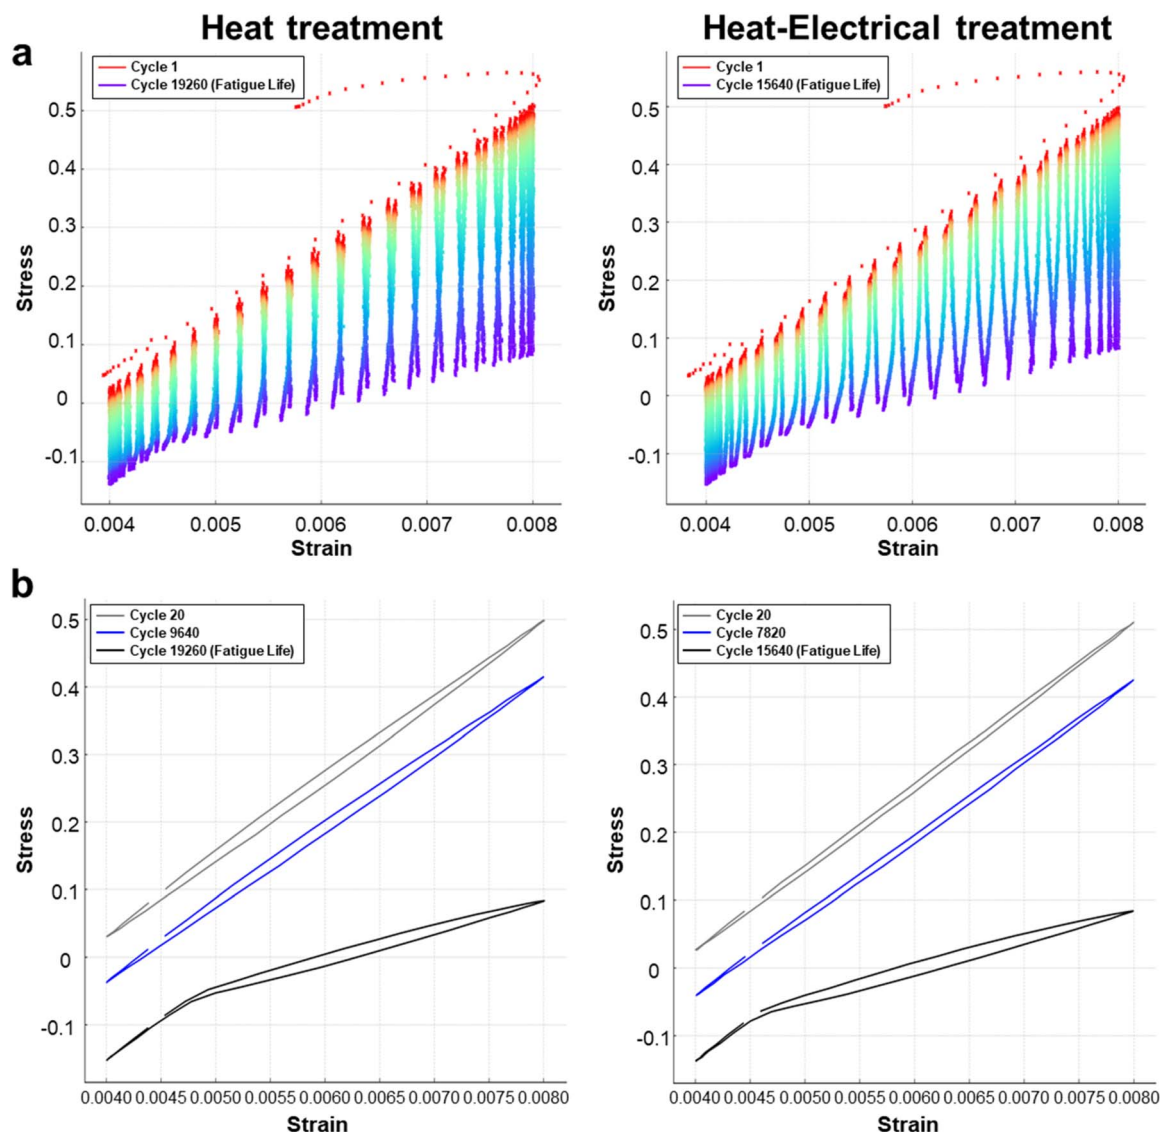 Heat treatment
Heat-Electrical treatment
a
Cycle 1
Cycle 19260 (Fatigue Life)
0.5
0.4
0.3
0.2
0.1
0
-0.1
Stress
0.004
0.005
0.006
0.007
0.008
Strain
Cycle 1
Cycle 15640 (Fatigue Life)
0.5
0.4
0.3
0.2
0.1
0
-0.1
Stress
0.004
0.005
0.006
0.007
0.008
Strain
b
Cycle 20
Cycle 9640
Cycle 19260 (Fatigue Life)
0.5
0.4
0.3
0.2
0.1
0
-0.1
Stress
0.0040 0.0045 0.0050 0.0055 0.0060 0.0065 0.0070 0.0075 0.0080
Strain
Cycle 20
Cycle 7820
Cycle 15640 (Fatigue Life)
0.5
0.4
0.3
0.2
0.1
0
-0.1
Stress
0.0040 0.0045 0.0050 0.0055 0.0060 0.0065 0.0070 0.0075 0.0080
Strain